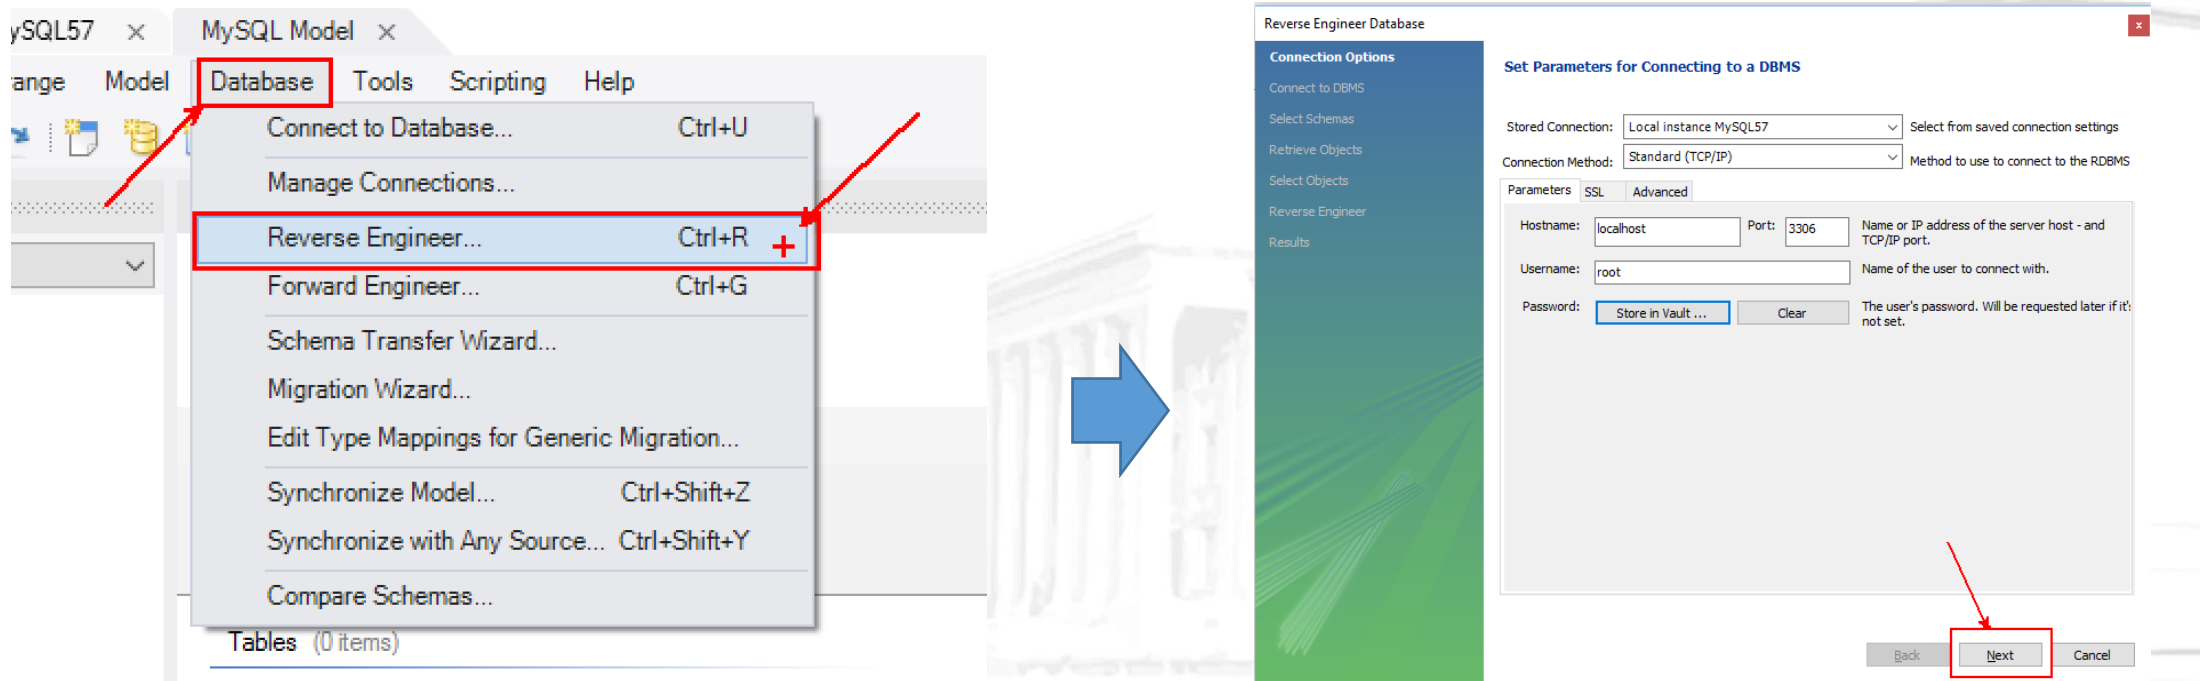 ySQL57 ×
MySQL Model ×
ange Model Database Tools Scripting Help
Connect to Database... Ctrl+U
Manage Connections...
Reverse Engineer... Ctrl+R
Forward Engineer... Ctrl+G
Schema Transfer Wizard...
Migration Wizard...
Edit Type Mappings for Generic Migration...
Synchronize Model... Ctrl+Shift+Z
Synchronize with Any Source... Ctrl+Shift+Y
Compare Schemas...
Tables (0 items)
Reverse Engineer Database x
Connection Options
Connect to DBMS
Select Schemas
Retrieve Objects
Select Objects
Reverse Engineer
Results
Set Parameters for Connecting to a DBMS
Stored Connection: Local instance MySQL57 Select from saved connection settings
Connection Method: Standard (TCP/IP) Method to use to connect to the RDBMS
Parameters SSL Advanced
Hostname: localhost Port: 3306 Name or IP address of the server host - and
TCP/IP port.
Username: root Name of the user to connect with.
Password: Store in Vault ... Clear The user's password. Will be requested later if it's
not set.
Back Next Cancel